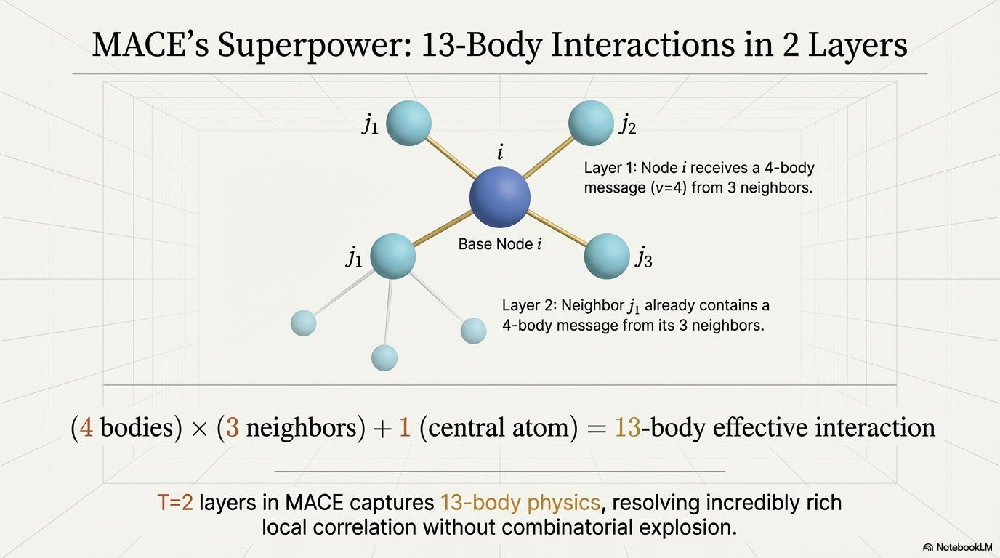 MACE’s Superpower: 13-Body Interactions in 2 Layers
j₁
j₂
i
Layer 1: Node i receives a 4-body
message (v=4) from 3 neighbors.
Base Node i
j₁
j₃
Layer 2: Neighbor j₁ already contains a
4-body message from its 3 neighbors.
(4 bodies) × (3 neighbors) + 1 (central atom) = 13-body effective interaction
T=2 layers in MACE captures 13-body physics, resolving incredibly rich
local correlation without combinatorial explosion.
NotebookLM